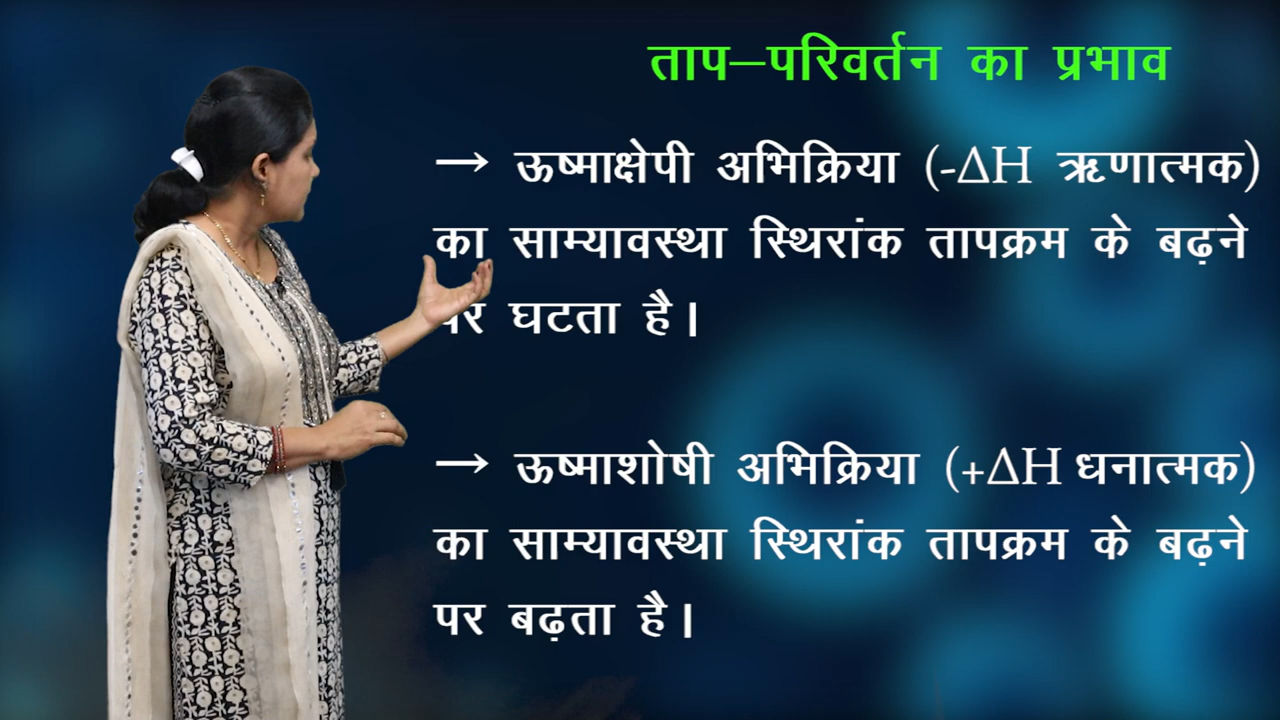 ताप–परिवर्तन का प्रभाव
→ ऊष्माक्षेपी अभिक्रिया (-ΔH ऋणात्मक)
का साम्यावस्था स्थिरांक तापक्रम के बढ़ने
पर घटता है।
→ ऊष्माशोषी अभिक्रिया (+ΔH धनात्मक)
का साम्यावस्था स्थिरांक तापक्रम के बढ़ने
पर बढ़ता है।